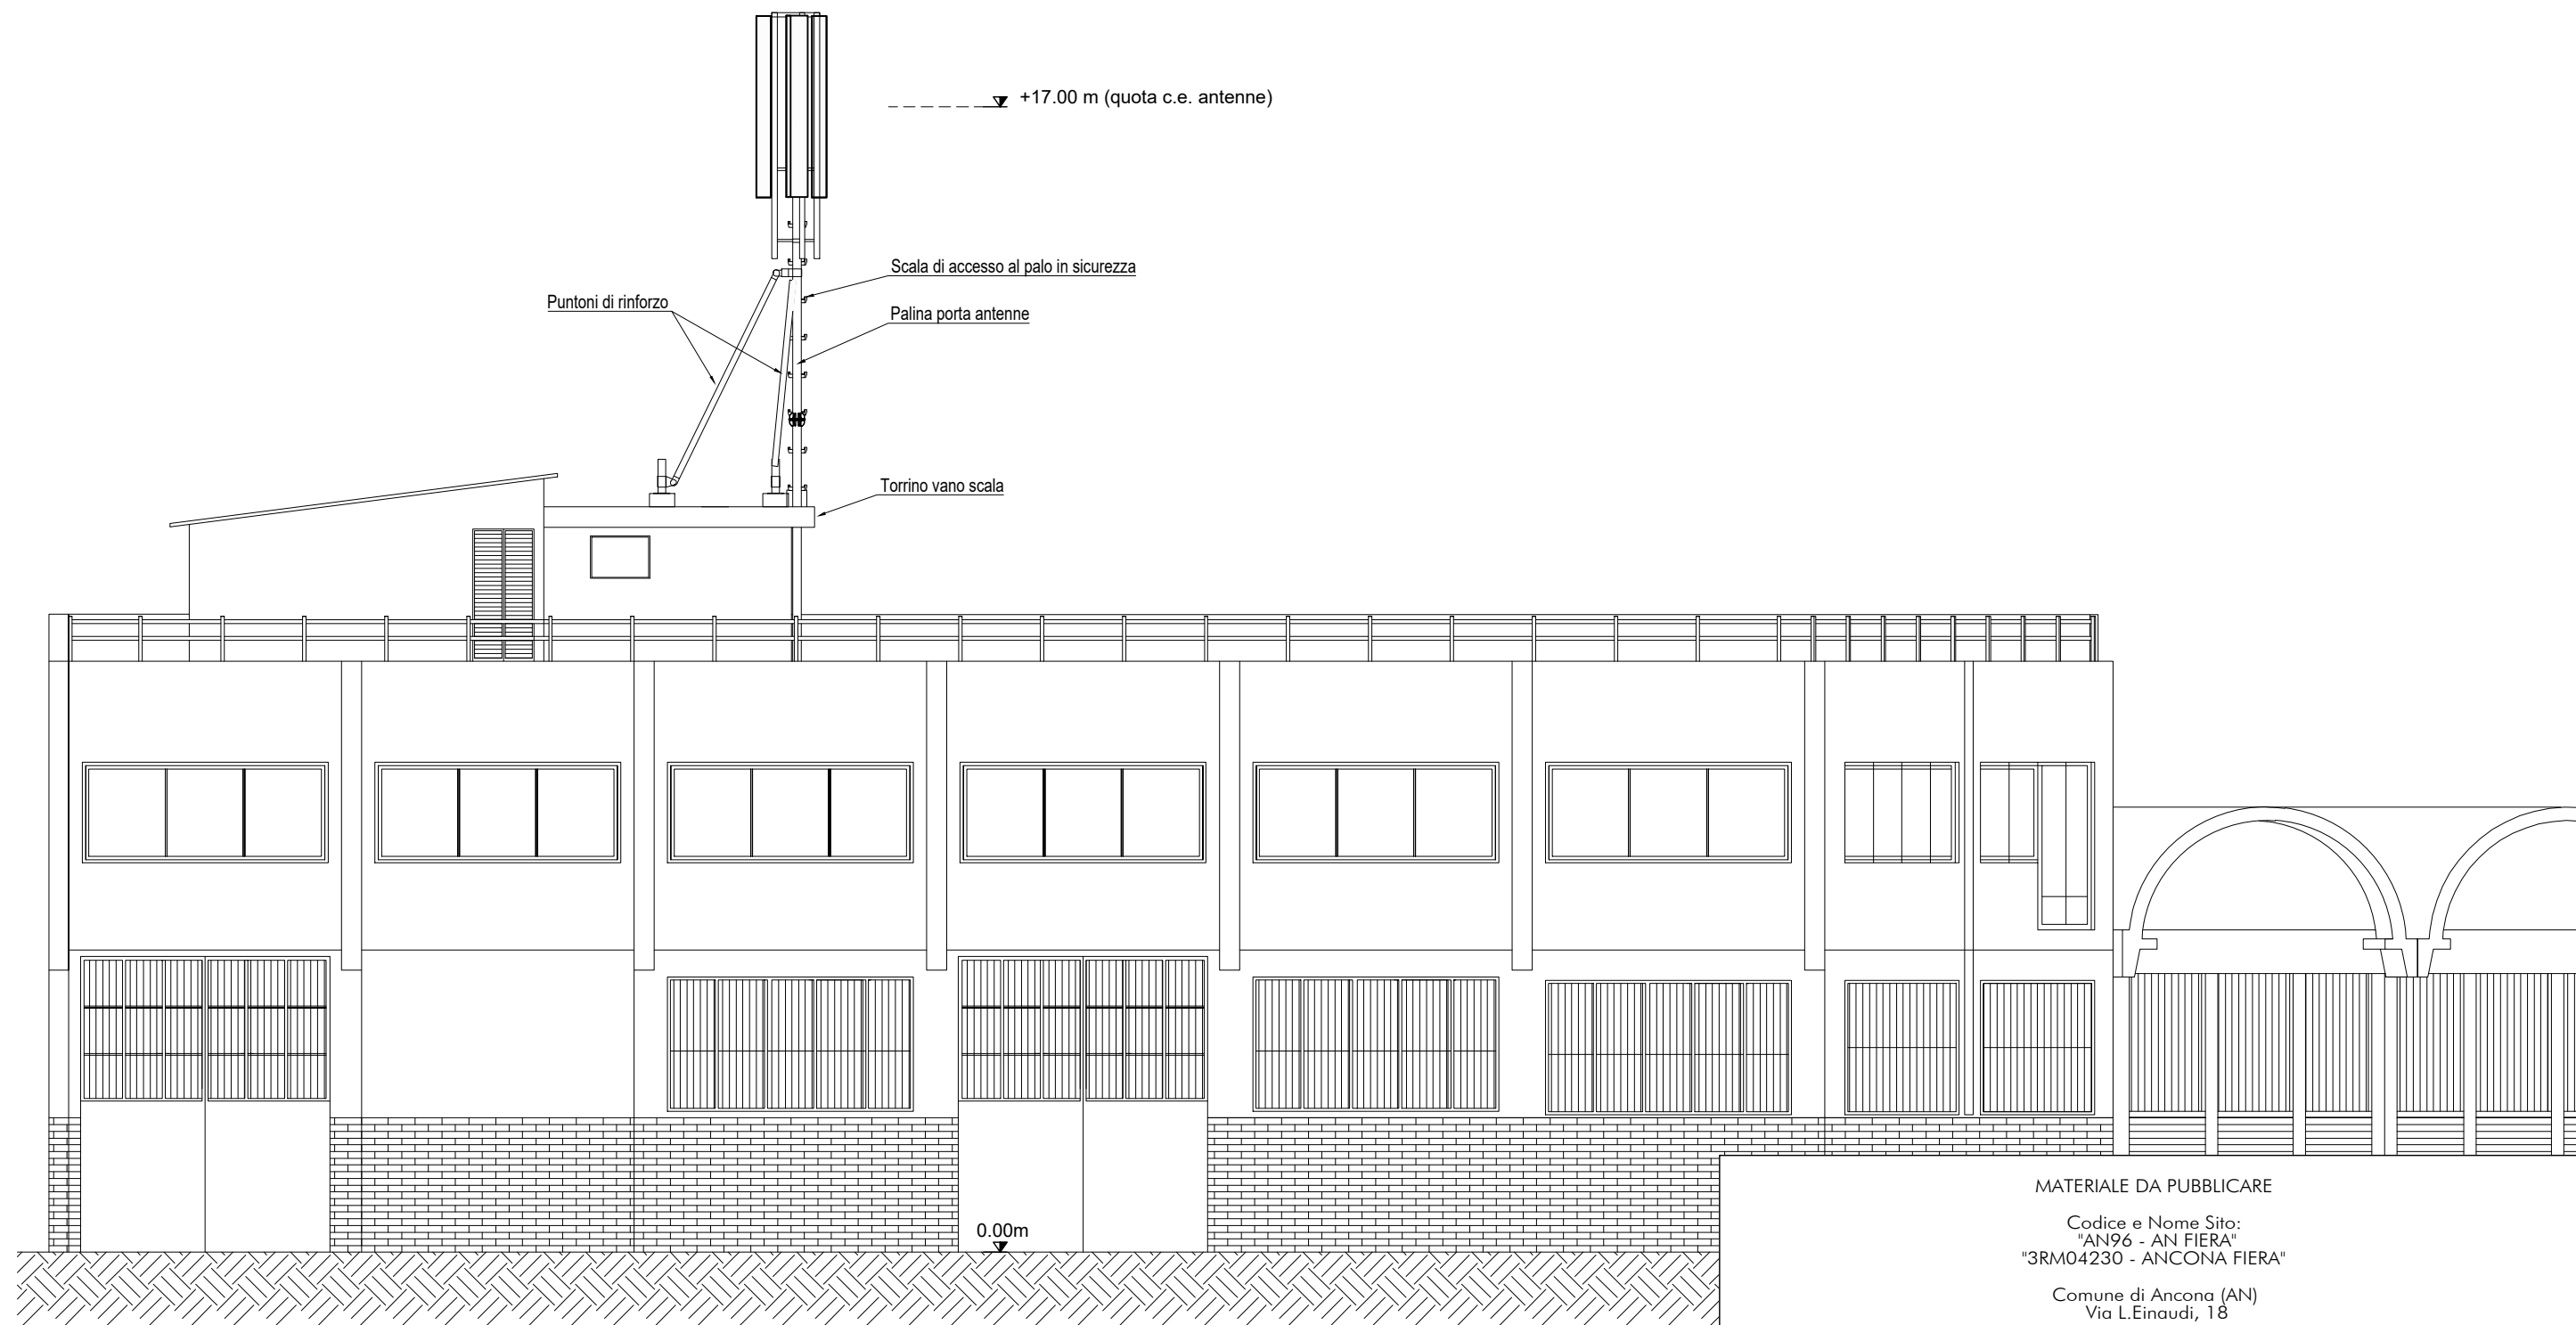 +17.00 m (quota c.e. antenne)
Scala di accesso al palo in sicurezza
Puntoni di rinforzo
Palina porta antenne
Torrino vano scala
0.00m
MATERIALE DA PUBBLICARE
Codice e Nome Sito:
"AN96 - AN FIERA"
"3RM04230 - ANCONA FIERA"
Comune di Ancona (AN)
Via L.Einaudi, 18